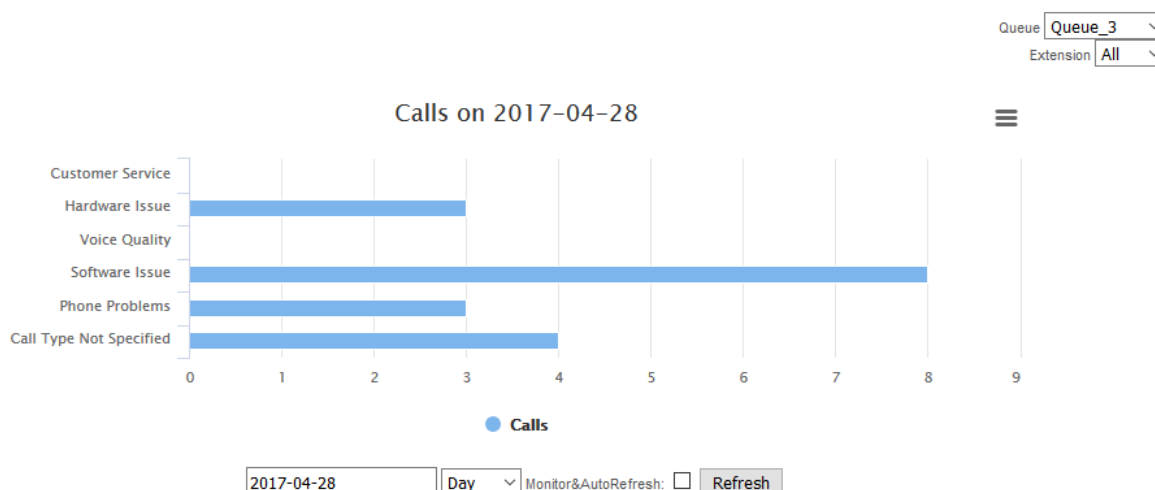 Queue Queue_3
Extension All
Calls on 2017-04-28
Customer Service
Hardware Issue
Voice Quality
Software Issue
Phone Problems
Call Type Not Specified
0 1 2 3 4 5 6 7 8 9
Calls
2017-04-28 Day Monitor&AutoRefresh: Refresh